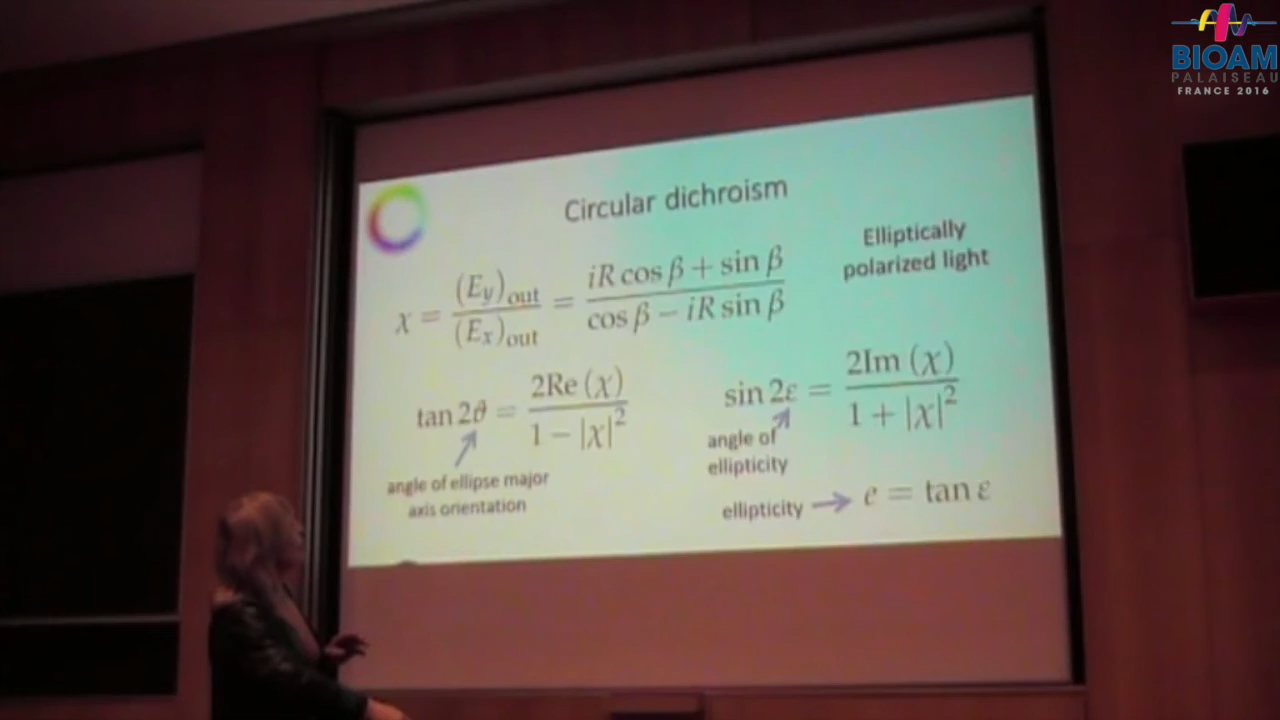 BIOAM
PALAISEAU
FRANCE 2016
Circular dichroism
Elliptically
polarized light
χ = (E_y)_out / (E_x)_out = (iR cos β + sin β) / (cos β − iR sin β)
tan 2θ = 2Re (χ) / (1 − |χ|²)
angle of ellipse major
axis orientation
sin 2ε = 2Im (χ) / (1 + |χ|²)
angle of
ellipticity
ellipticity → e = tan ε